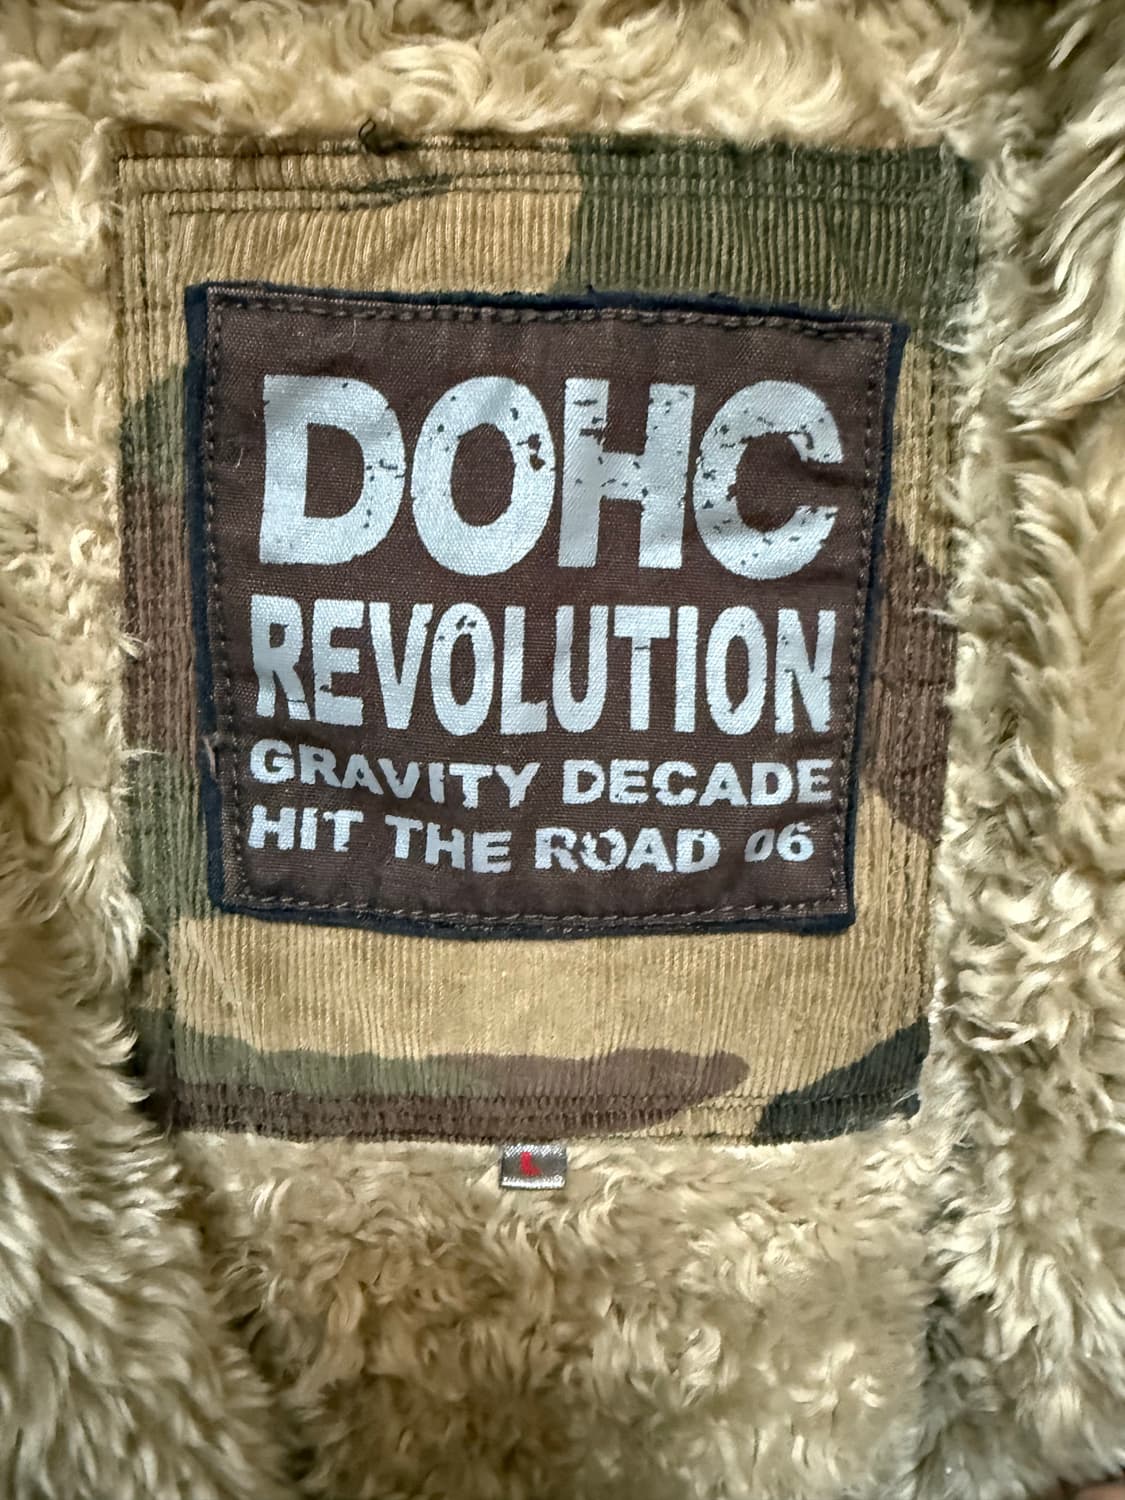 DOHC
REVOLUTION
GRAVITY DECADE
HIT THE ROAD 06
L